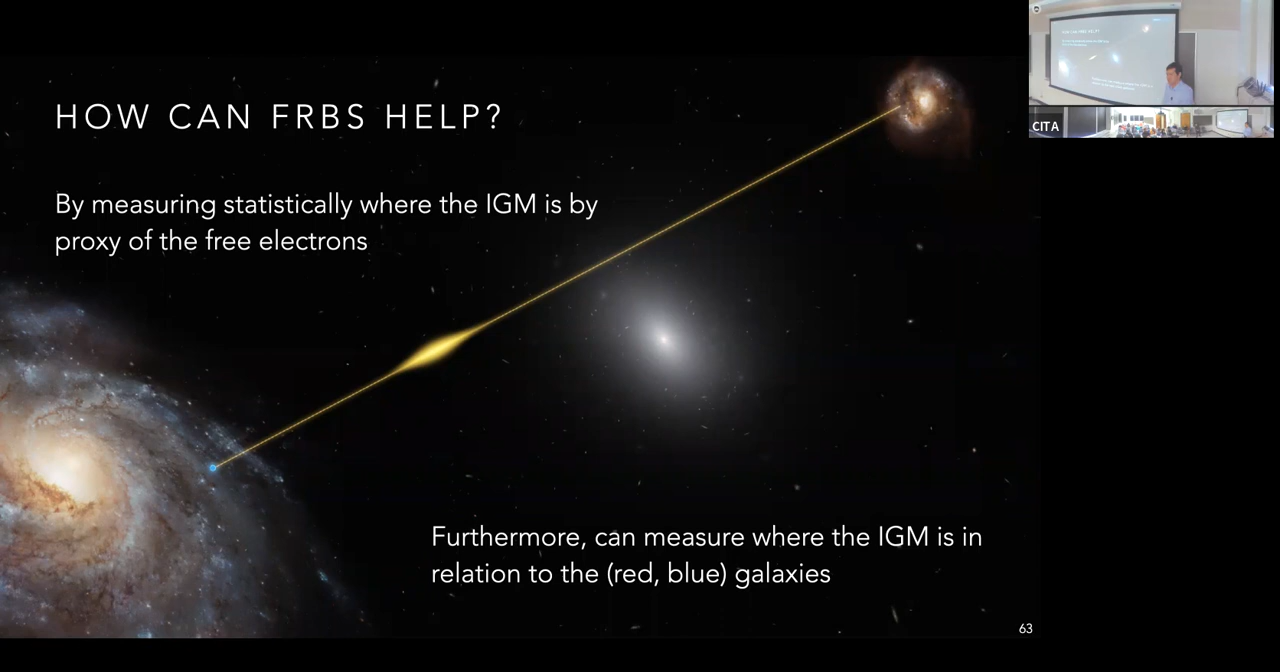 HOW CAN FRBS HELP?
By measuring statistically where the IGM is by
proxy of the free electrons
Furthermore, can measure where the IGM is in
relation to the (red, blue) galaxies
63
CITA